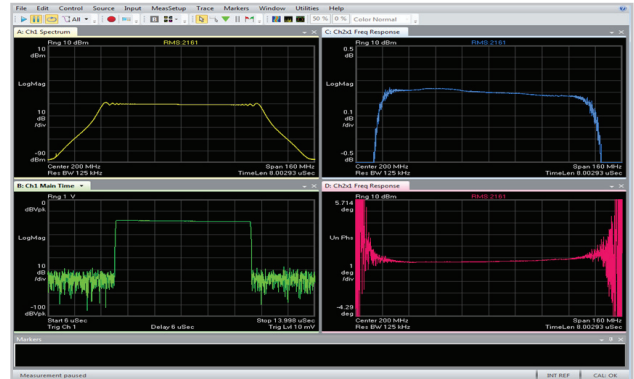 File Edit Control Source Input MeasSetup Trace Markers Window Utilities Help
All 50 % 0 % Color Normal
A: Ch1 Spectrum
Rng 10 dBm RMS 2161
10
dBm
LogMag
10
dB
/div
-90
dBm
Center 200 MHz Span 160 MHz
Res BW 125 kHz TimeLen 8.00293 uSec
C: Ch2x1 Freq Response
Rng 10 dBm RMS 2161
0.5
dB
LogMag
0.1
dB
/div
-0.5
dB
Center 200 MHz Span 160 MHz
Res BW 125 kHz TimeLen 8.00293 uSec
B: Ch1 Main Time
Rng 1 V
0
dBVpk
LogMag
10
dB
/div
-100
dBVpk
Start 6 uSec Stop 13.998 uSec
Trig Ch 1 Delay 6 uSec Trig Lvl 10 mV
D: Ch2x1 Freq Response
Rng 10 dBm RMS 2161
5.714
deg
Un Phs
1
deg
/div
-4.29
deg
Center 200 MHz Span 160 MHz
Res BW 125 kHz TimeLen 8.00293 uSec
Markers
Measurement paused INT REF CAL: OK